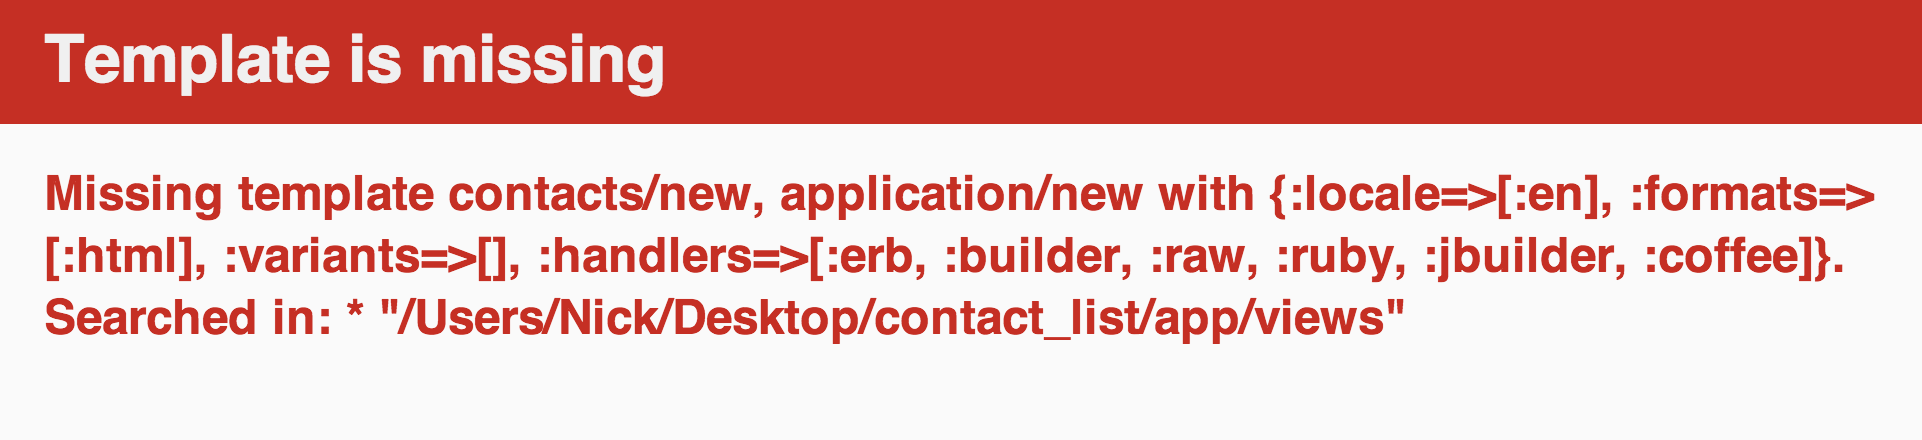 Template is missing
Missing template contacts/new, application/new with {:locale=>[:en], :formats=>
[:html], :variants=>[], :handlers=>[:erb, :builder, :raw, :ruby, :jbuilder, :coffee]}.
Searched in: * "/Users/Nick/Desktop/contact_list/app/views"